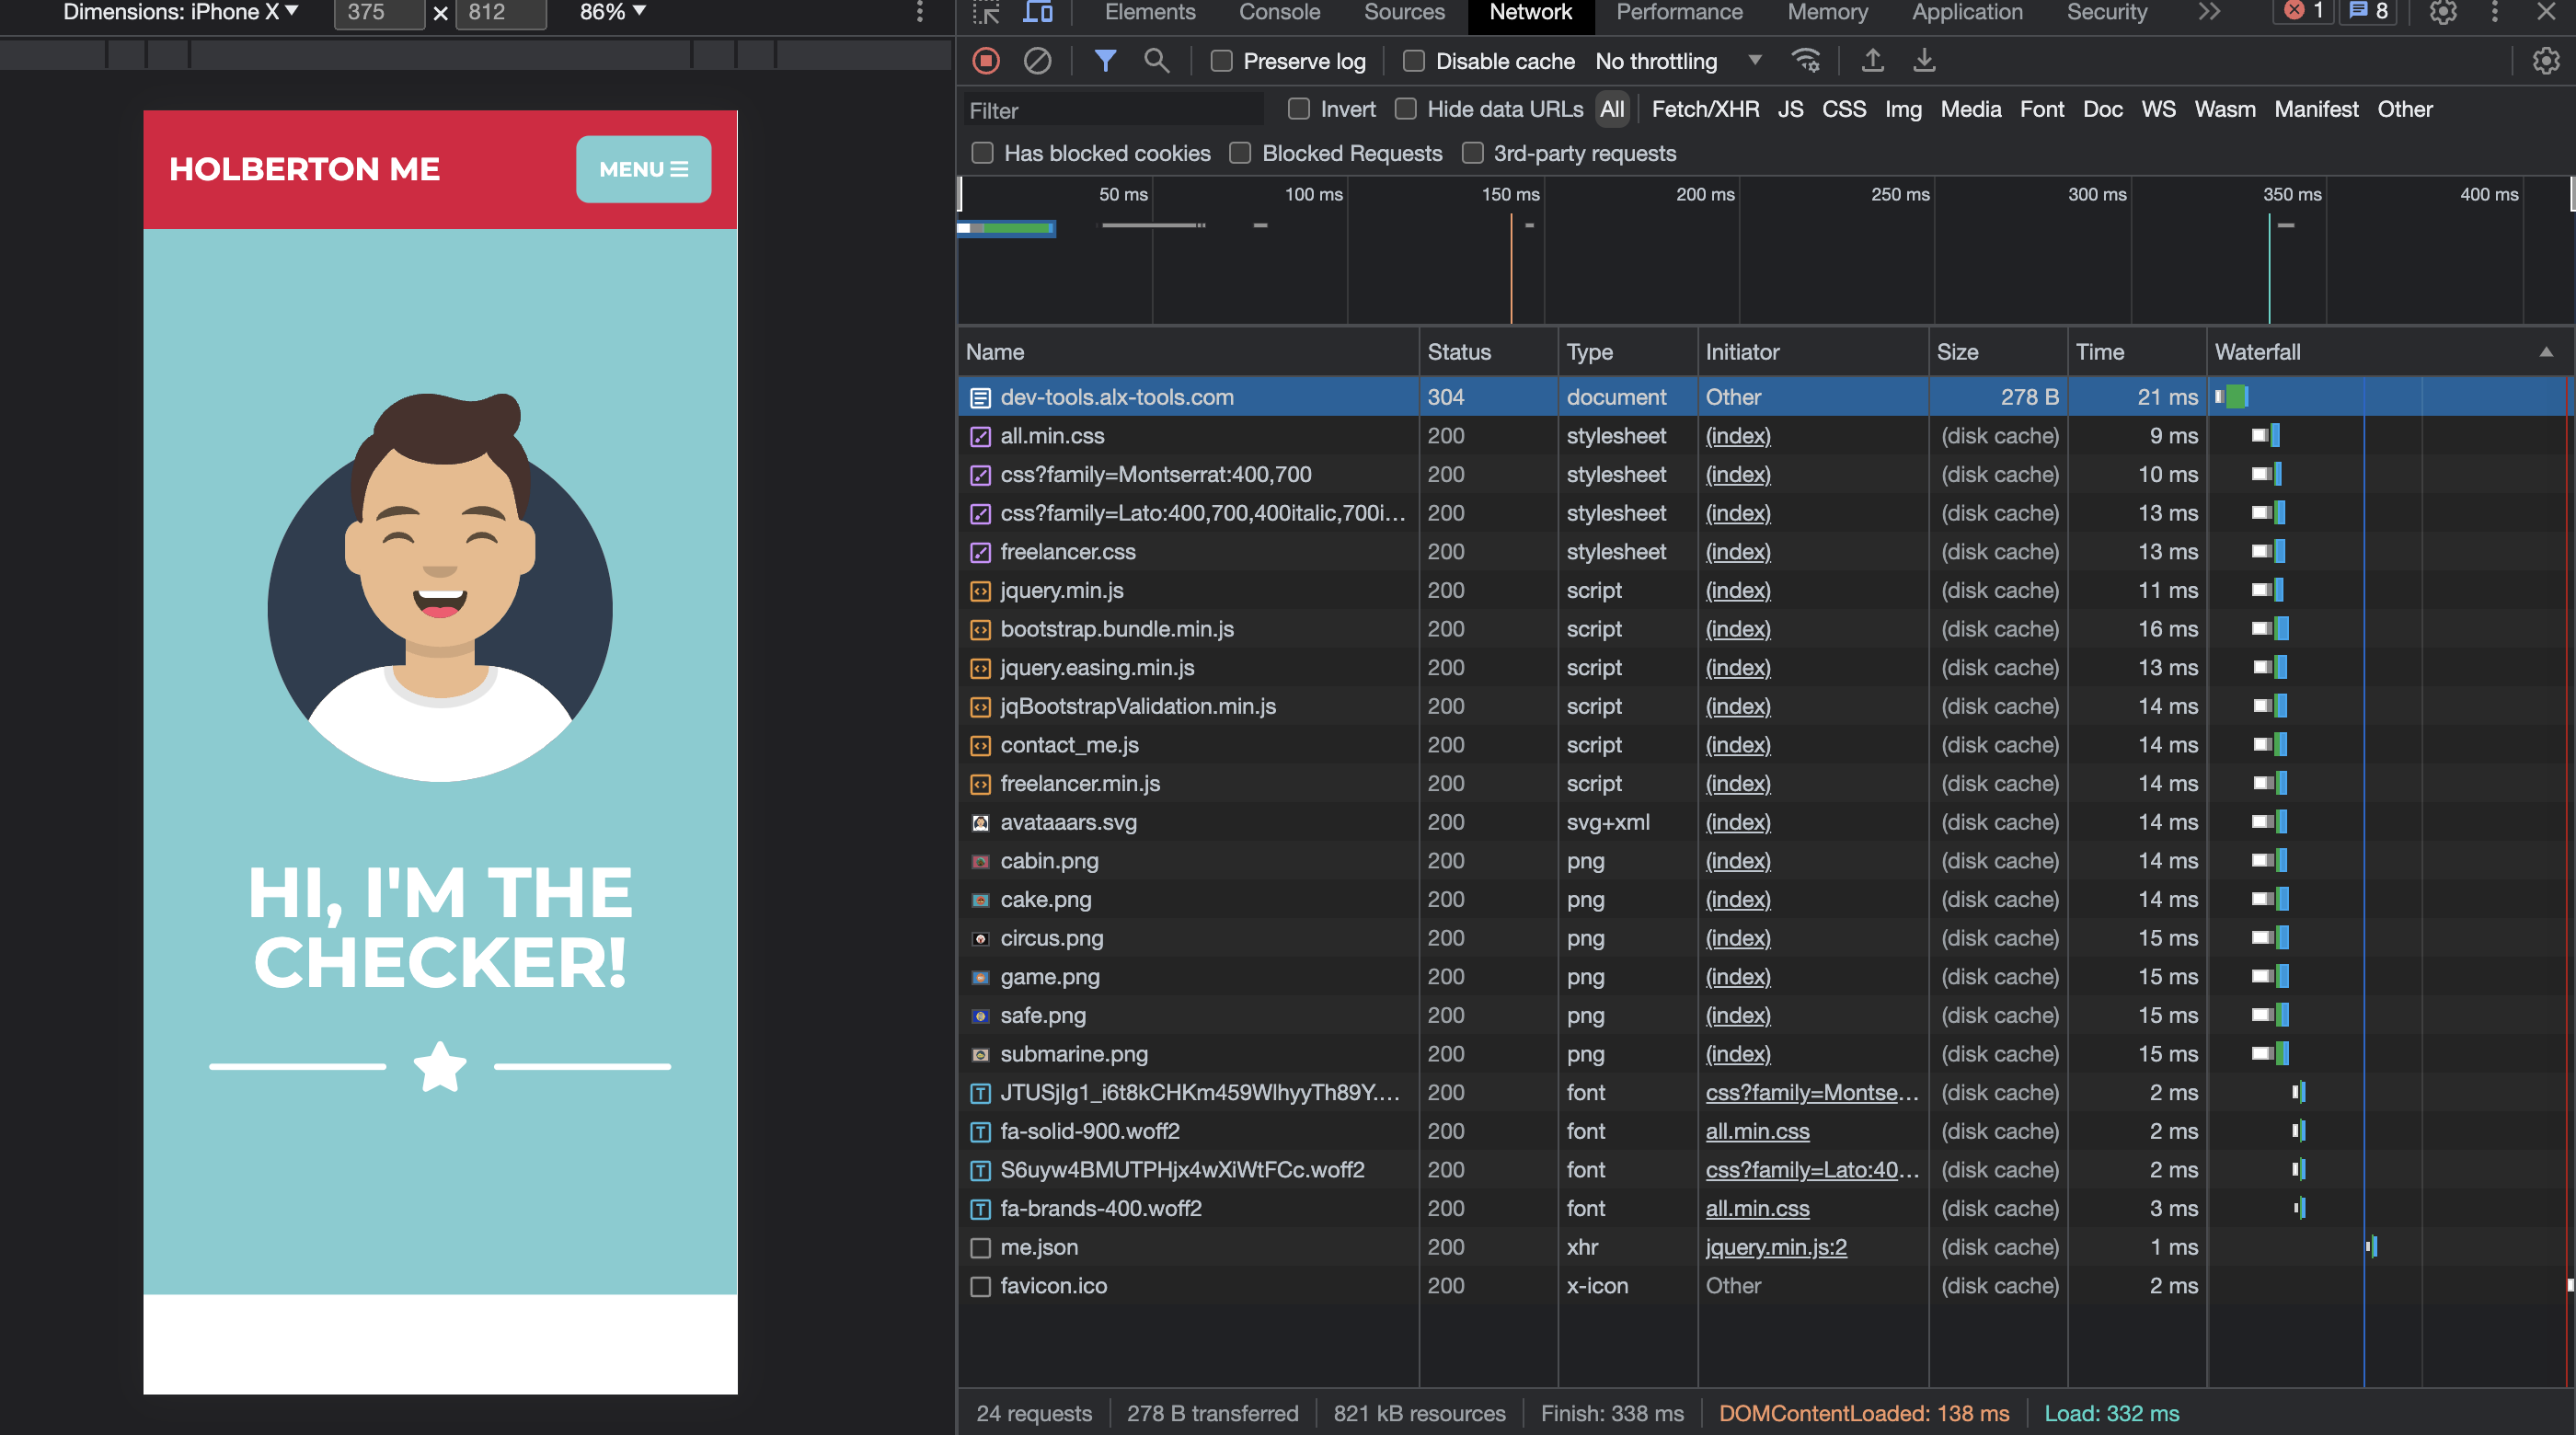 Dimensions: iPhone X ▼ 375 × 812 86% ▼
Elements Console Sources Network Performance Memory Application Security 1 8
Preserve log Disable cache No throttling
Filter Invert Hide data URLs All Fetch/XHR JS CSS Img Media Font Doc WS Wasm Manifest Other
Has blocked cookies Blocked Requests 3rd-party requests
HOLBERTON ME MENU
50 ms 100 ms 150 ms 200 ms 250 ms 300 ms 350 ms 400 ms
Name Status Type Initiator Size Time Waterfall
dev-tools.alx-tools.com 304 document Other 278 B 21 ms
all.min.css 200 stylesheet (index) (disk cache) 9 ms
css?family=Montserrat:400,700 200 stylesheet (index) (disk cache) 10 ms
css?family=Lato:400,700,400italic,700i... 200 stylesheet (index) (disk cache) 13 ms
freelancer.css 200 stylesheet (index) (disk cache) 13 ms
jquery.min.js 200 script (index) (disk cache) 11 ms
bootstrap.bundle.min.js 200 script (index) (disk cache) 16 ms
jquery.easing.min.js 200 script (index) (disk cache) 13 ms
jqBootstrapValidation.min.js 200 script (index) (disk cache) 14 ms
contact_me.js 200 script (index) (disk cache) 14 ms
freelancer.min.js 200 script (index) (disk cache) 14 ms
avataaars.svg 200 svg+xml (index) (disk cache) 14 ms
cabin.png 200 png (index) (disk cache) 14 ms
cake.png 200 png (index) (disk cache) 14 ms
circus.png 200 png (index) (disk cache) 15 ms
game.png 200 png (index) (disk cache) 15 ms
safe.png 200 png (index) (disk cache) 15 ms
submarine.png 200 png (index) (disk cache) 15 ms
JTUSjIg1_i6t8kCHKm459WlhyyTh89Y.... 200 font css?family=Montse... (disk cache) 2 ms
fa-solid-900.woff2 200 font all.min.css (disk cache) 2 ms
S6uyw4BMUTPHjx4wXiWtFCc.woff2 200 font css?family=Lato:40... (disk cache) 2 ms
fa-brands-400.woff2 200 font all.min.css (disk cache) 3 ms
me.json 200 xhr jquery.min.js:2 (disk cache) 1 ms
favicon.ico 200 x-icon Other (disk cache) 2 ms
HI, I'M THE
CHECKER!
24 requests 278 B transferred 821 kB resources Finish: 338 ms DOMContentLoaded: 138 ms Load: 332 ms